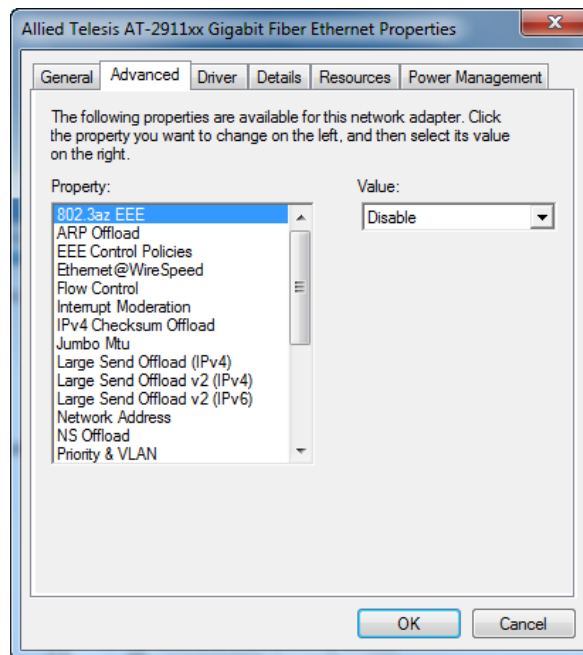 Allied Telesis AT-2911xx Gigabit Fiber Ethernet Properties
General Advanced Driver Details Resources Power Management
The following properties are available for this network adapter. Click
the property you want to change on the left, and then select its value
on the right.
Property:
Value:
802.3az EEE
Disable
ARP Offload
EEE Control Policies
Ethernet@WireSpeed
Flow Control
Interrupt Moderation
IPv4 Checksum Offload
Jumbo Mtu
Large Send Offload (IPv4)
Large Send Offload v2 (IPv4)
Large Send Offload v2 (IPv6)
Network Address
NS Offload
Priority & VLAN
OK Cancel